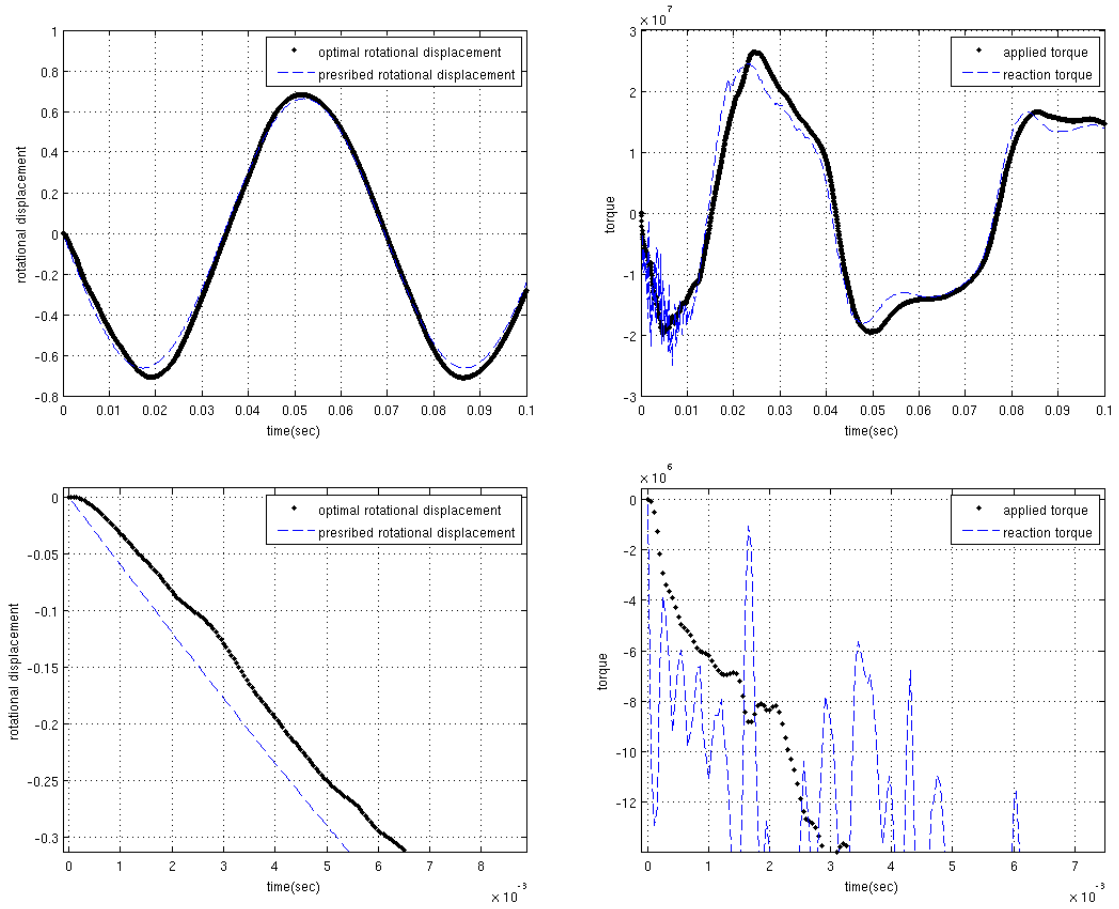 1
0.8
0.6
0.4
0.2
0
-0.2
-0.4
-0.6
-0.8
0 0.01 0.02 0.03 0.04 0.05 0.06 0.07 0.08 0.09 0.1
time(sec)
rotational displacement
optimal rotational displacement
presribed rotational displacement
× 10^7
3
2
1
0
-1
-2
-3
0 0.01 0.02 0.03 0.04 0.05 0.06 0.07 0.08 0.09 0.1
time(sec)
torque
applied torque
reaction torque
0
-0.05
-0.1
-0.15
-0.2
-0.25
-0.3
0 1 2 3 4 5 6 7 8
time(sec)
× 10^-3
rotational displacement
optimal rotational displacement
presribed rotational displacement
× 10^6
0
-2
-4
-6
-8
-10
-12
0 1 2 3 4 5 6 7
time(sec)
× 10^-3
torque
applied torque
reaction torque